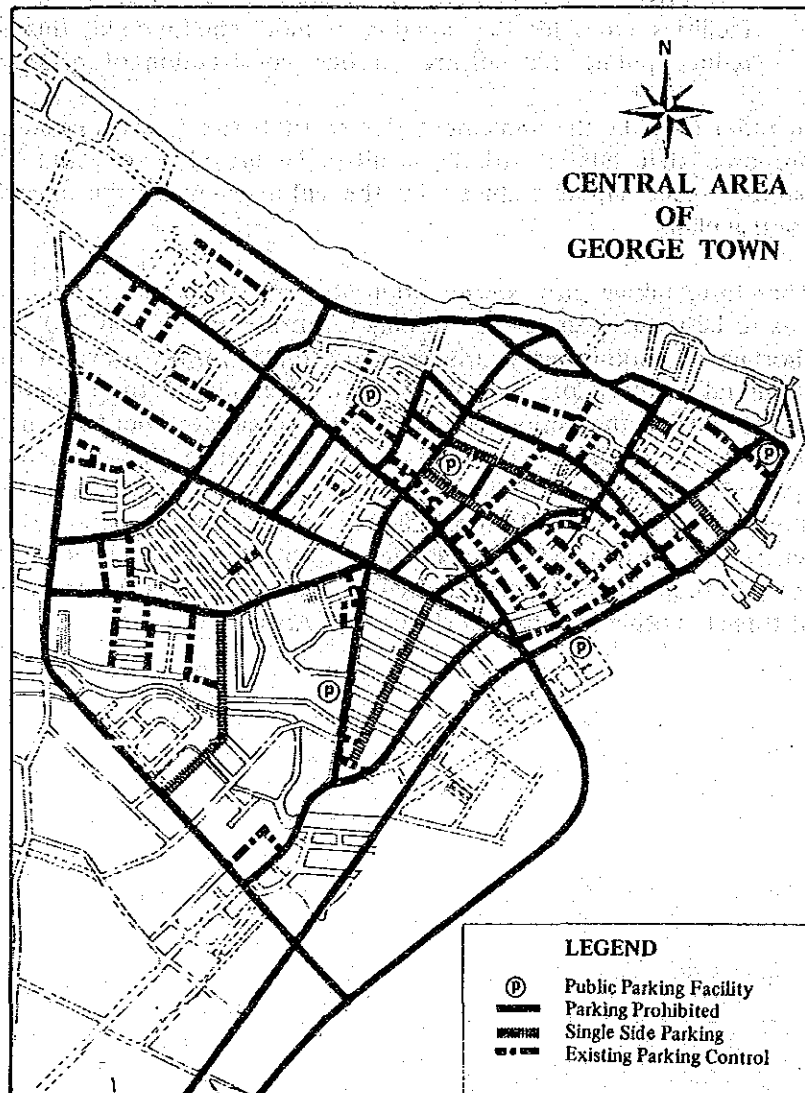 N
CENTRAL AREA
OF
GEORGE TOWN
P
P
P
P
P
LEGEND
P Public Parking Facility
Parking Prohibited
Single Side Parking
Existing Parking Control